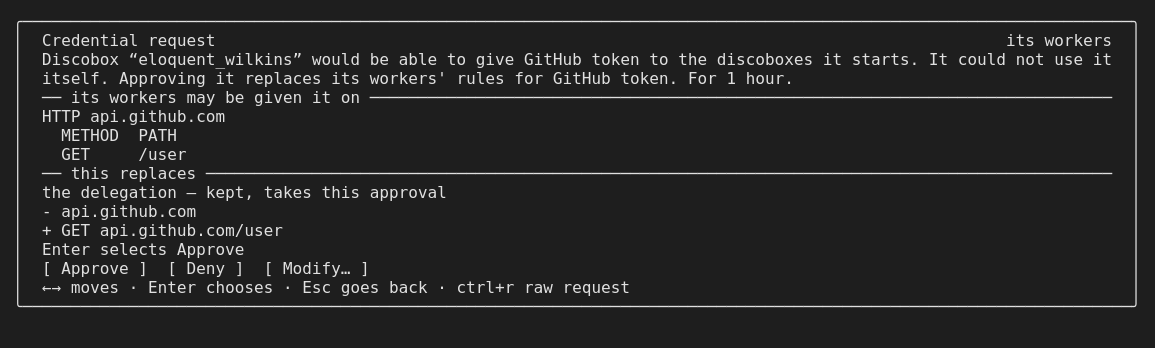 Credential request its workers
Discobox “eloquent_wilkins” would be able to give GitHub token to the discoboxes it starts. It could not use it
itself. Approving it replaces its workers' rules for GitHub token. For 1 hour.
── its workers may be given it on ──
HTTP api.github.com
METHOD PATH
GET /user
── this replaces ──
the delegation — kept, takes this approval
- api.github.com
+ GET api.github.com/user
Enter selects Approve
[ Approve ] [ Deny ] [ Modify… ]
←→ moves · Enter chooses · Esc goes back · ctrl+r raw request